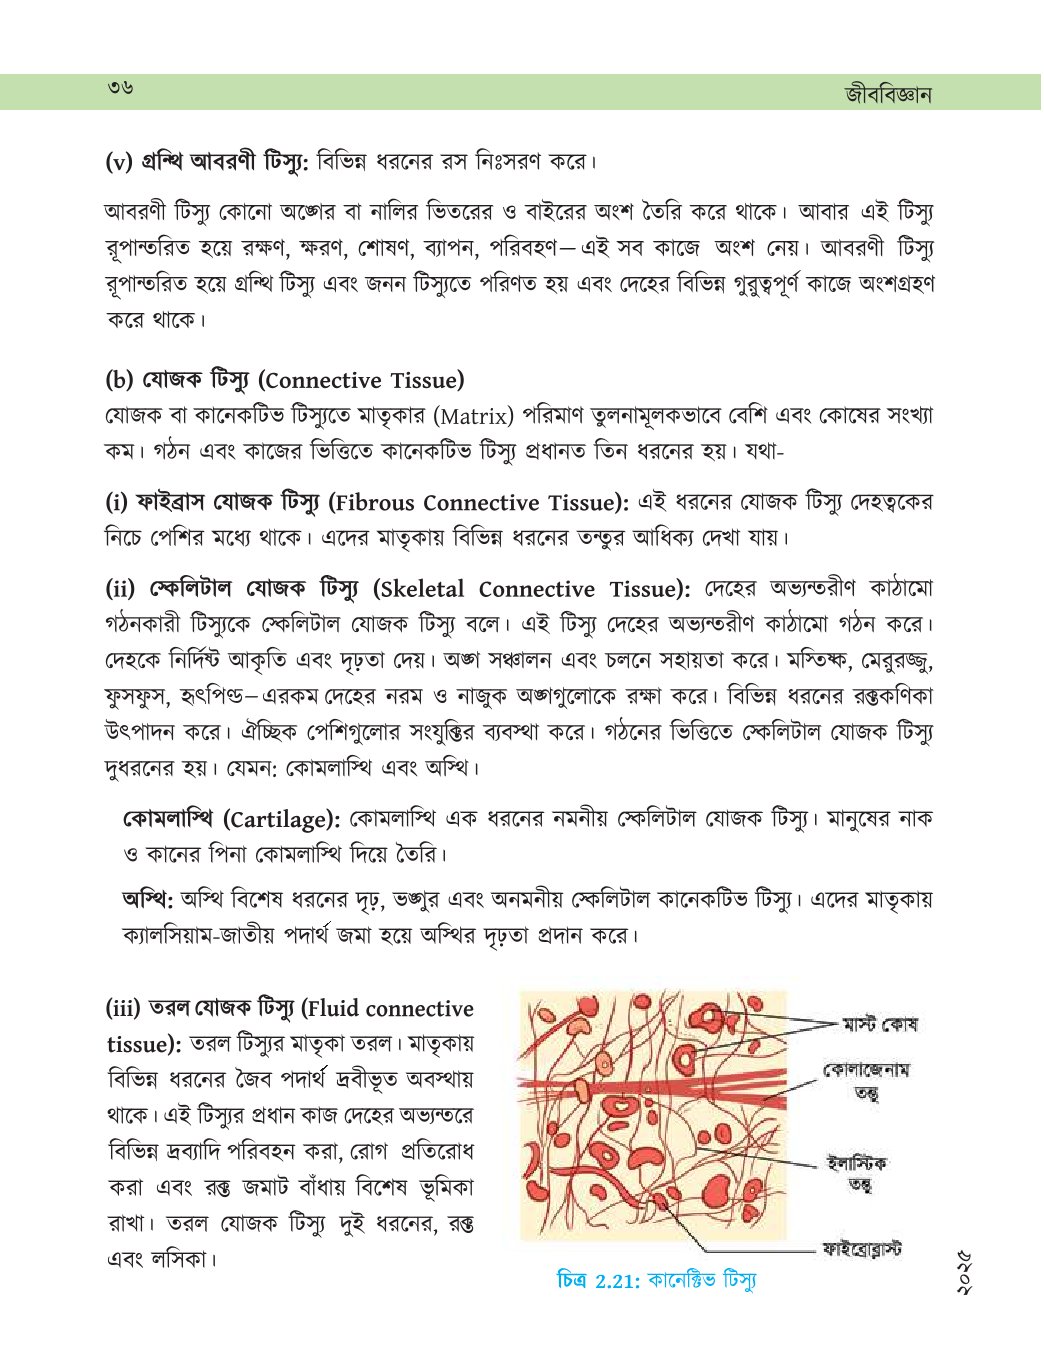 ৩৬
জীববিজ্ঞান
(v) গ্রন্থি আবরণী টিস্যু: বিভিন্ন ধরনের রস নিঃসরণ করে।
আবরণী টিস্যু কোনো অঙ্গের বা নালির ভিতরের ও বাইরের অংশ তৈরি করে থাকে। আবার এই টিস্যু
রূপান্তরিত হয়ে রক্ষণ, ক্ষরণ, শোষণ, ব্যাপন, পরিবহণ—এই সব কাজে অংশ নেয়। আবরণী টিস্যু
রূপান্তরিত হয়ে গ্রন্থি টিস্যু এবং জনন টিস্যুতে পরিণত হয় এবং দেহের বিভিন্ন গুরুত্বপূর্ণ কাজে অংশগ্রহণ
করে থাকে।
(b) যোজক টিস্যু (Connective Tissue)
যোজক বা কানেকটিভ টিস্যুতে মাতৃকার (Matrix) পরিমাণ তুলনামূলকভাবে বেশি এবং কোষের সংখ্যা
কম। গঠন এবং কাজের ভিত্তিতে কানেকটিভ টিস্যু প্রধানত তিন ধরনের হয়। যথা-
(i) ফাইব্রাস যোজক টিস্যু (Fibrous Connective Tissue): এই ধরনের যোজক টিস্যু দেহত্বকের
নিচে পেশির মধ্যে থাকে। এদের মাতৃকায় বিভিন্ন ধরনের তন্তুর আধিক্য দেখা যায়।
(ii) স্কেলিটাল যোজক টিস্যু (Skeletal Connective Tissue): দেহের অভ্যন্তরীণ কাঠামো
গঠনকারী টিস্যুকে স্কেলিটাল যোজক টিস্যু বলে। এই টিস্যু দেহের অভ্যন্তরীণ কাঠামো গঠন করে।
দেহকে নির্দিষ্ট আকৃতি এবং দৃঢ়তা দেয়। অঙ্গ সঞ্চালন এবং চলনে সহায়তা করে। মস্তিষ্ক, মেরুরজ্জু,
ফুসফুস, হৃৎপিণ্ড—এরকম দেহের নরম ও নাজুক অঙ্গগুলোকে রক্ষা করে। বিভিন্ন ধরনের রক্তকণিকা
উৎপাদন করে। ঐচ্ছিক পেশিগুলোর সংযুক্তির ব্যবস্থা করে। গঠনের ভিত্তিতে স্কেলিটাল যোজক টিস্যু
দুধরনের হয়। যেমন: কোমলাস্থি এবং অস্থি।
কোমলাস্থি (Cartilage): কোমলাস্থি এক ধরনের নমনীয় স্কেলিটাল যোজক টিস্যু। মানুষের নাক
ও কানের পিনা কোমলাস্থি দিয়ে তৈরি।
অস্থি: অস্থি বিশেষ ধরনের দৃঢ়, ভঙ্গুর এবং অনমনীয় স্কেলিটাল কানেকটিভ টিস্যু। এদের মাতৃকায়
ক্যালসিয়াম-জাতীয় পদার্থ জমা হয়ে অস্থির দৃঢ়তা প্রদান করে।
(iii) তরল যোজক টিস্যু (Fluid connective
tissue): তরল টিস্যুর মাতৃকা তরল। মাতৃকায়
বিভিন্ন ধরনের জৈব পদার্থ দ্রবীভূত অবস্থায়
থাকে। এই টিস্যুর প্রধান কাজ দেহের অভ্যন্তরে
বিভিন্ন দ্রব্যাদি পরিবহন করা, রোগ প্রতিরোধ
করা এবং রক্ত জমাট বাঁধায় বিশেষ ভূমিকা
রাখা। তরল যোজক টিস্যু দুই ধরনের, রক্ত
এবং লসিকা।
মাস্ট কোষ
কোলাজেনাম
তন্তু
ইলাস্টিক
তন্তু
ফাইব্রোব্লাস্ট
চিত্র 2.21: কানেক্টিভ টিস্যু
২০২৫